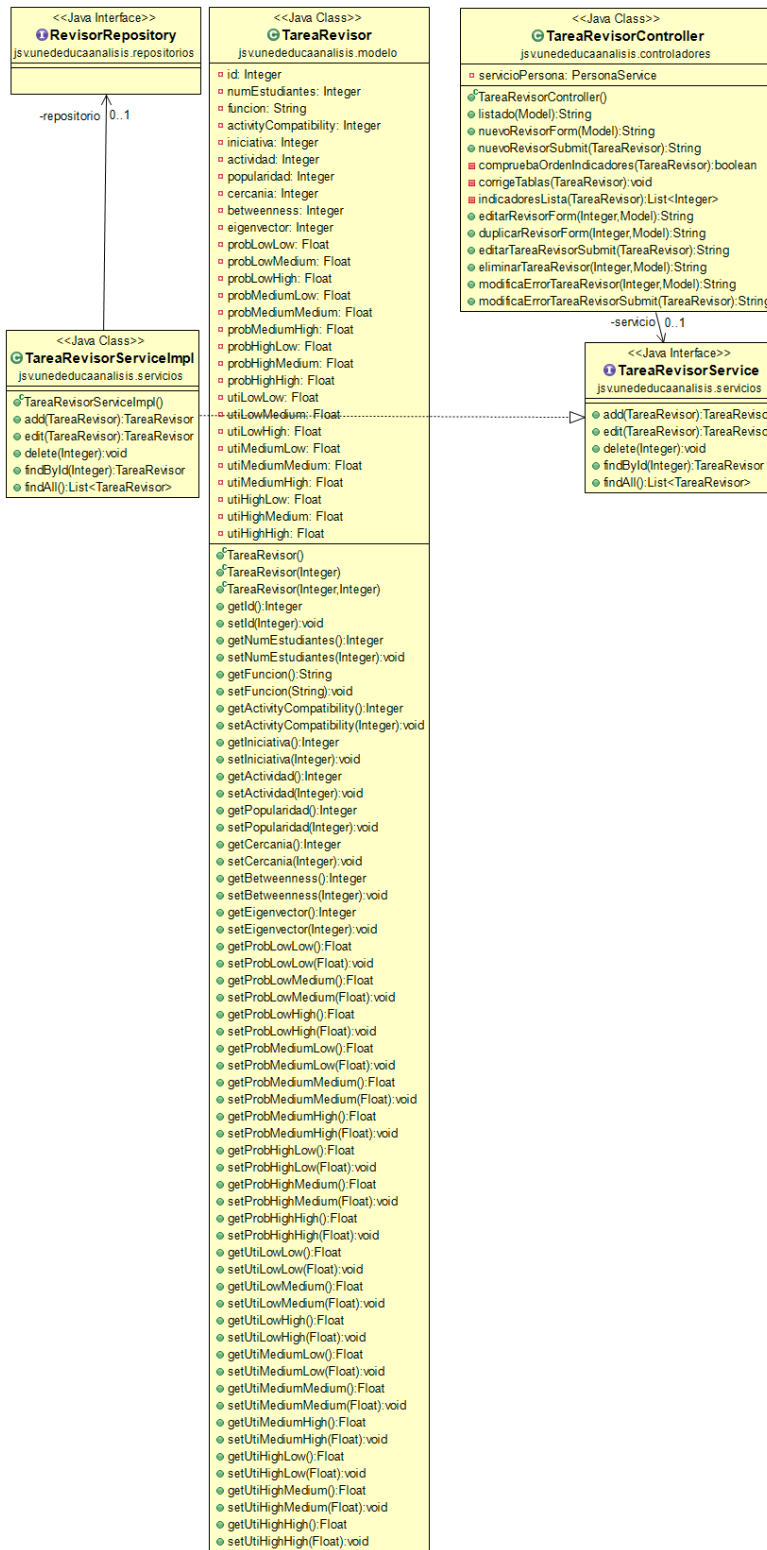 <<Java Interface>>
RevisorRepository
jsv.unededucaanalisis.repositorios
-repositorio 0..1
<<Java Class>>
TareaRevisorServiceImpl
jsv.unededucaanalisis.servicios
TareaRevisorServiceImpl()
add(TareaRevisor):TareaRevisor
edit(TareaRevisor):TareaRevisor
delete(Integer):void
findById(Integer):TareaRevisor
findAll():List<TareaRevisor>
<<Java Class>>
TareaRevisor
jsv.unededucaanalisis.modelo
id: Integer
numEstudiantes: Integer
funcion: String
activityCompatibility: Integer
iniciativa: Integer
actividad: Integer
popularidad: Integer
cercania: Integer
betweenness: Integer
eigenvector: Integer
probLowLow: Float
probLowMedium: Float
probLowHigh: Float
probMediumLow: Float
probMediumMedium: Float
probMediumHigh: Float
probHighLow: Float
probHighMedium: Float
probHighHigh: Float
utiLowLow: Float
utiLowMedium: Float
utiLowHigh: Float
utiMediumLow: Float
utiMediumMedium: Float
utiMediumHigh: Float
utiHighLow: Float
utiHighMedium: Float
utiHighHigh: Float
TareaRevisor()
TareaRevisor(Integer)
TareaRevisor(Integer,Integer)
getId():Integer
setId(Integer):void
getNumEstudiantes():Integer
setNumEstudiantes(Integer):void
getFuncion():String
setFuncion(String):void
getActivityCompatibility():Integer
setActivityCompatibility(Integer):void
getIniciativa():Integer
setIniciativa(Integer):void
getActividad():Integer
setActividad(Integer):void
getPopularidad():Integer
setPopularidad(Integer):void
getCercania():Integer
setCercania(Integer):void
getBetweenness():Integer
setBetweenness(Integer):void
getEigenvector():Integer
setEigenvector(Integer):void
getProbLowLow():Float
setProbLowLow(Float):void
getProbLowMedium():Float
setProbLowMedium(Float):void
getProbLowHigh():Float
setProbLowHigh(Float):void
getProbMediumLow():Float
setProbMediumLow(Float):void
getProbMediumMedium():Float
setProbMediumMedium(Float):void
getProbMediumHigh():Float
setProbMediumHigh(Float):void
getProbHighLow():Float
setProbHighLow(Float):void
getProbHighMedium():Float
setProbHighMedium(Float):void
getProbHighHigh():Float
setProbHighHigh(Float):void
getUtiLowLow():Float
setUtiLowLow(Float):void
getUtiLowMedium():Float
setUtiLowMedium(Float):void
getUtiLowHigh():Float
setUtiLowHigh(Float):void
getUtiMediumLow():Float
setUtiMediumLow(Float):void
getUtiMediumMedium():Float
setUtiMediumMedium(Float):void
getUtiMediumHigh():Float
setUtiMediumHigh(Float):void
getUtiHighLow():Float
setUtiHighLow(Float):void
getUtiHighMedium():Float
setUtiHighMedium(Float):void
getUtiHighHigh():Float
setUtiHighHigh(Float):void
<<Java Class>>
TareaRevisorController
jsv.unededucaanalisis.controladores
servicioPersona: PersonaService
TareaRevisorController()
listado(Model):String
nuevoRevisorForm(Model):String
nuevoRevisorSubmit(TareaRevisor):String
compruebaOrdenIndicadores(TareaRevisor):boolean
corrigeTablas(TareaRevisor):void
indicadoresLista(TareaRevisor):List<Integer>
editarRevisorForm(Integer,Model):String
duplicarRevisorForm(Integer,Model):String
editarTareaRevisorSubmit(TareaRevisor):String
eliminarTareaRevisor(Integer,Model):String
modificaErrorTareaRevisor(Integer,Model):String
modificaErrorTareaRevisorSubmit(TareaRevisor):String
-servicio 0..1
<<Java Interface>>
TareaRevisorService
jsv.unededucaanalisis.servicios
add(TareaRevisor):TareaRevisor
edit(TareaRevisor):TareaRevisor
delete(Integer):void
findById(Integer):TareaRevisor
findAll():List<TareaRevisor>